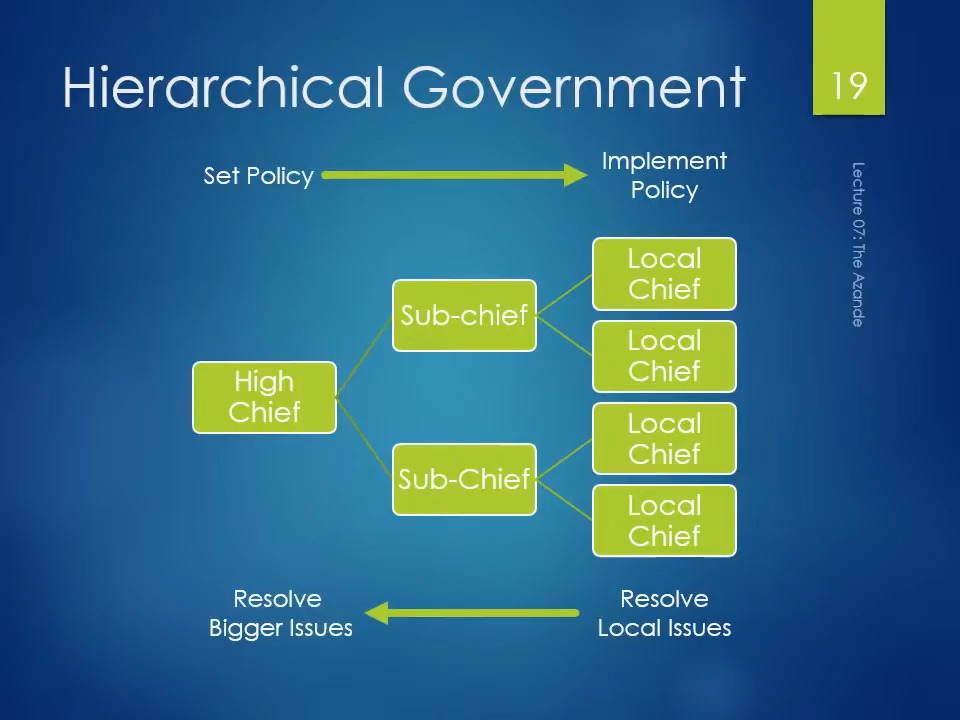 Hierarchical Government
19
Set Policy
Implement
Policy
Lecture 07: The Azande
Local
Chief
Sub-chief
Local
Chief
High
Chief
Local
Chief
Sub-Chief
Local
Chief
Resolve
Bigger Issues
Resolve
Local Issues